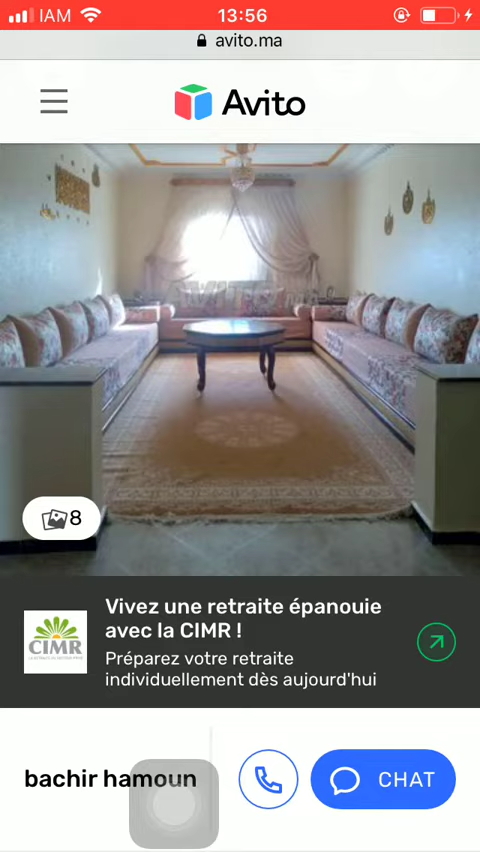 IAM
13:56
avito.ma
Avito
8
Vivez une retraite épanouie
avec la CIMR !
CIMR
Préparez votre retraite
individuellement dès aujourd'hui
bachir hamoun
CHAT